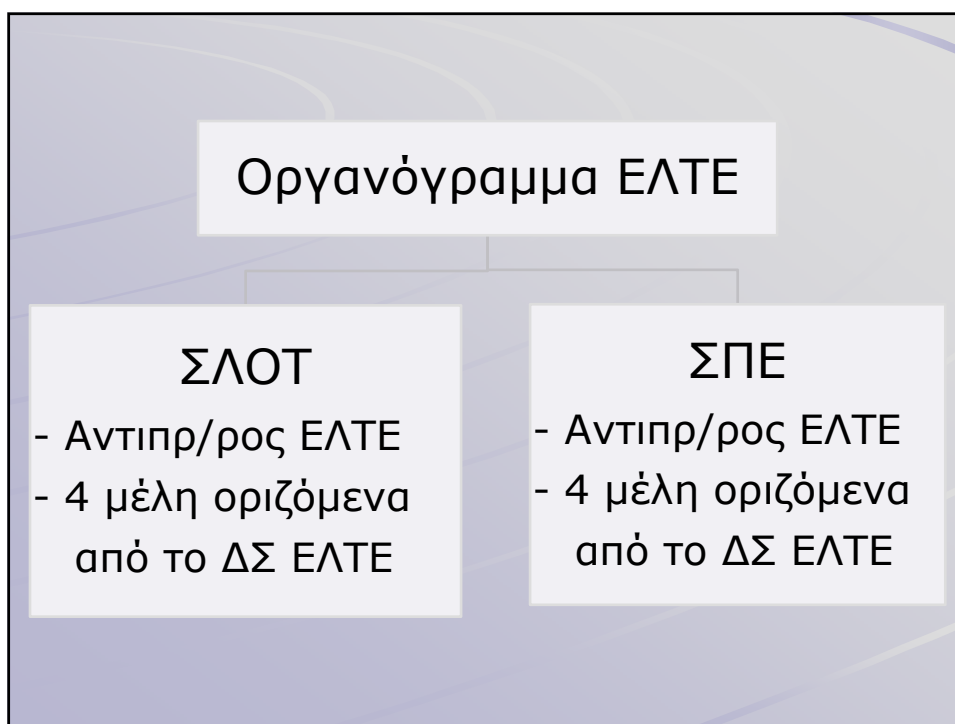 Οργανόγραμμα ΕΛΤΕ
ΣΛΟΤ
- Αντιπρ/ρος ΕΛΤΕ
- 4 μέλη οριζόμενα
από το ΔΣ ΕΛΤΕ
ΣΠΕ
- Αντιπρ/ρος ΕΛΤΕ
- 4 μέλη οριζόμενα
από το ΔΣ ΕΛΤΕ